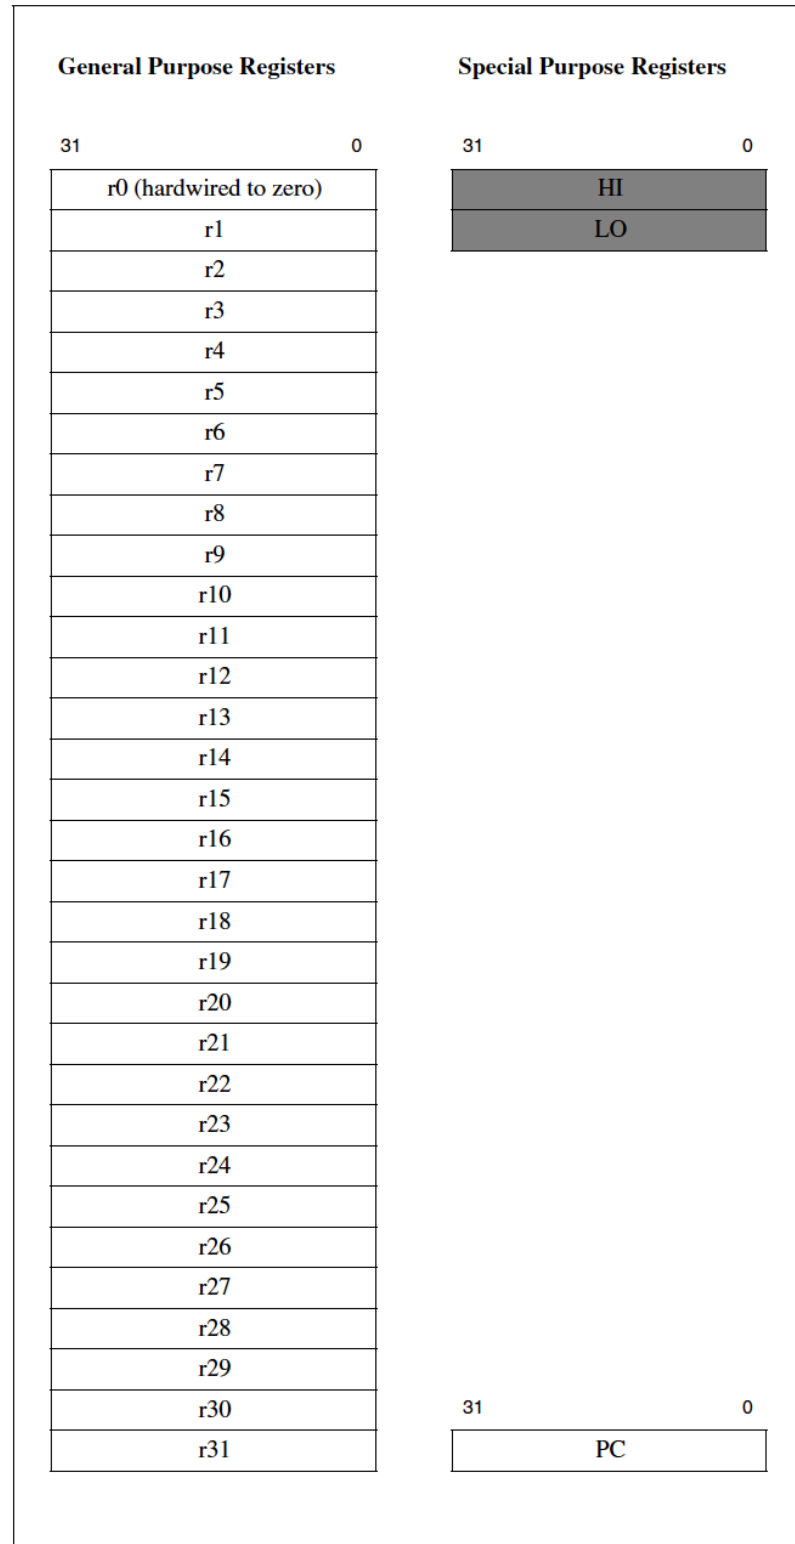 General Purpose Registers
Special Purpose Registers
31 0
31 0
r0 (hardwired to zero)
HI
r1
LO
r2
r3
r4
r5
r6
r7
r8
r9
r10
r11
r12
r13
r14
r15
r16
r17
r18
r19
r20
r21
r22
r23
r24
r25
r26
r27
r28
r29
r30
31 0
r31
PC